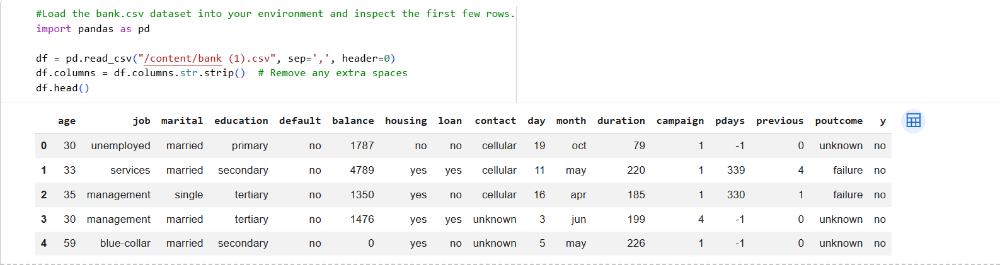 #Load the bank.csv dataset into your environment and inspect the first few rows.
import pandas as pd
df = pd.read_csv("/content/bank (1).csv", sep=',', header=0)
df.columns = df.columns.str.strip()  # Remove any extra spaces
df.head()
age job marital education default balance housing loan contact day month duration campaign pdays previous poutcome y
0 30 unemployed married primary no 1787 no no cellular 19 oct 79 1 -1 0 unknown no
1 33 services married secondary no 4789 yes yes cellular 11 may 220 1 339 4 failure no
2 35 management single tertiary no 1350 yes no cellular 16 apr 185 1 330 1 failure no
3 30 management married tertiary no 1476 yes yes unknown 3 jun 199 4 -1 0 unknown no
4 59 blue-collar married secondary no 0 yes no unknown 5 may 226 1 -1 0 unknown no